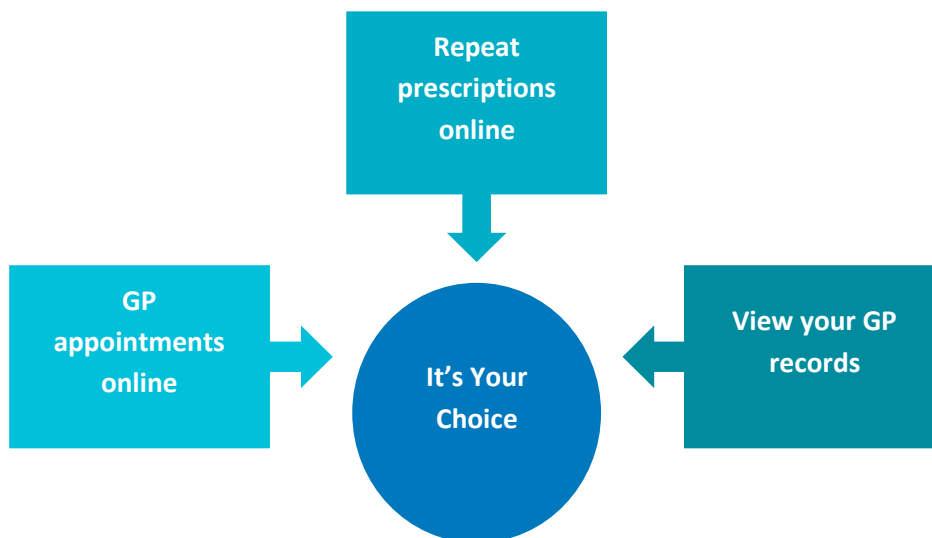 Repeat
prescriptions
online
GP
appointments
online
It’s Your
Choice
View your GP
records